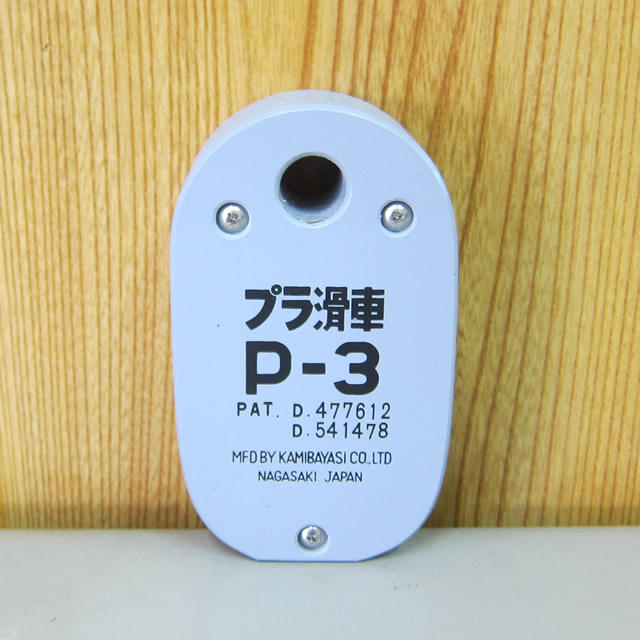 プラ滑車
P-3
PAT. D.477612
D.541478
MFD BY KAMIBAYASI CO.,LTD
NAGASAKI JAPAN